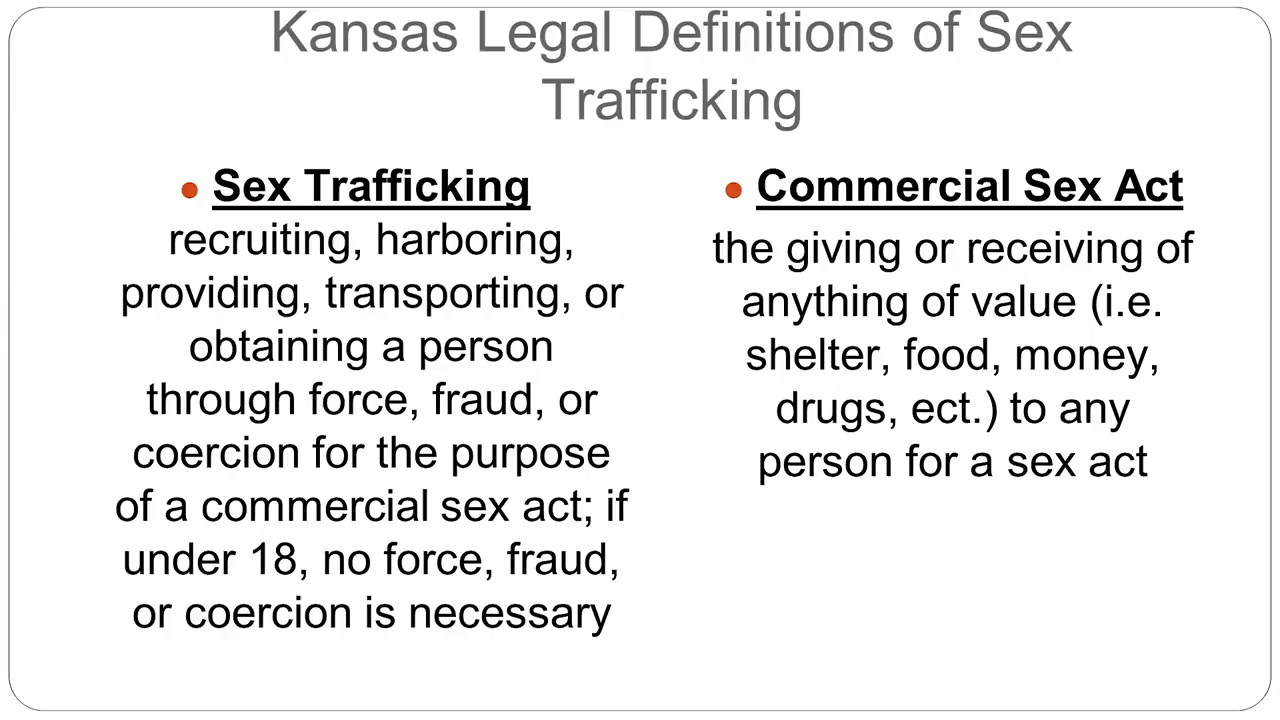 Kansas Legal Definitions of Sex
Trafficking
● Sex Trafficking
recruiting, harboring,
providing, transporting, or
obtaining a person
through force, fraud, or
coercion for the purpose
of a commercial sex act; if
under 18, no force, fraud,
or coercion is necessary
● Commercial Sex Act
the giving or receiving of
anything of value (i.e.
shelter, food, money,
drugs, ect.) to any
person for a sex act